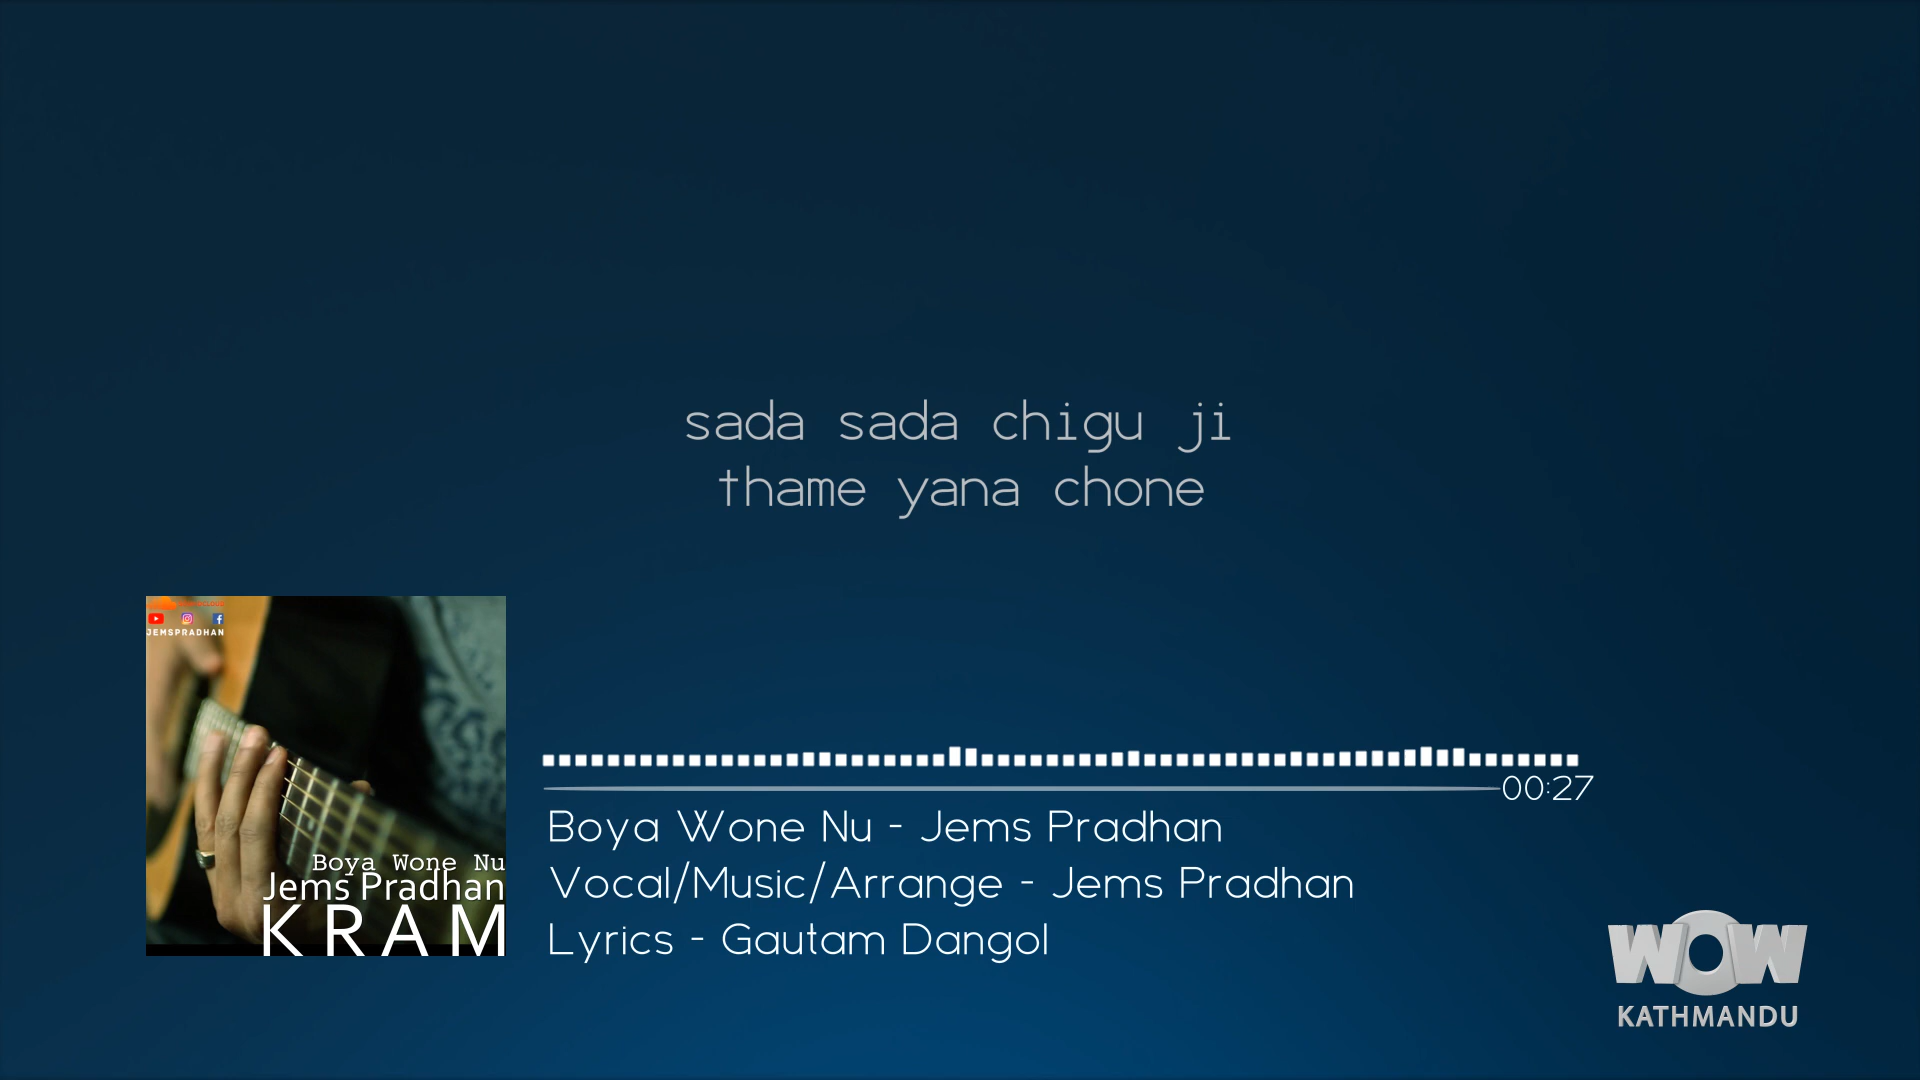 sada sada chigu ji
thame yana chone
JEMSPRADHAN
Boya Wone Nu
Jems Pradhan
KRAM
00:27
Boya Wone Nu - Jems Pradhan
Vocal/Music/Arrange - Jems Pradhan
Lyrics - Gautam Dangol
WOW
KATHMANDU